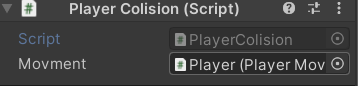 Player Colision (Script)
Script PlayerColision
Movment Player (Player Mov